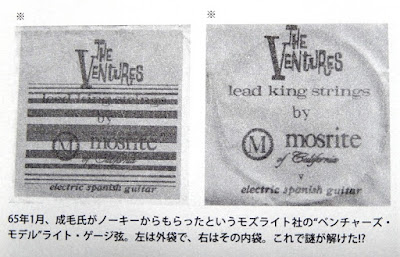 ※
THE
VENTURES
lead king strings
by
M mosrite
of California
electric spanish guitar
※
THE
VENTURES
lead king strings
by
M mosrite
of California
electric spanish guitar
65年1月、成毛氏がノーキーからもらったというモズライト社の“ベンチャーズ・
モデル”ライト・ゲージ弦。左は外袋で、右はその内袋。これで謎が解けた!?